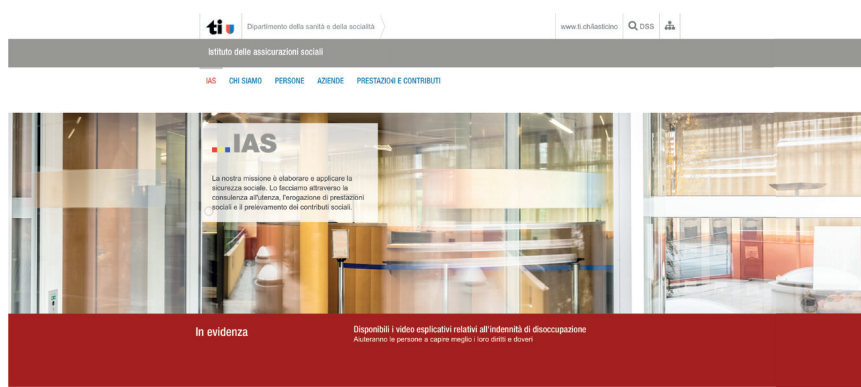 ti
Dipartimento della sanità e della socialità
www.ti.ch/iasticino
DSS
Istituto delle assicurazioni sociali
IAS CHI SIAMO PERSONE AZIENDE PRESTAZIONI E CONTRIBUTI
IAS
La nostra missione è elaborare e applicare la
sicurezza sociale. Lo facciamo attraverso la
consulenza all'utenza, l'erogazione di prestazioni
sociali e il prelevamento dei contributi sociali.
In evidenza
Disponibili i video esplicativi relativi all'indennità di disoccupazione
Aiuteranno le persone a capire meglio i loro diritti e doveri